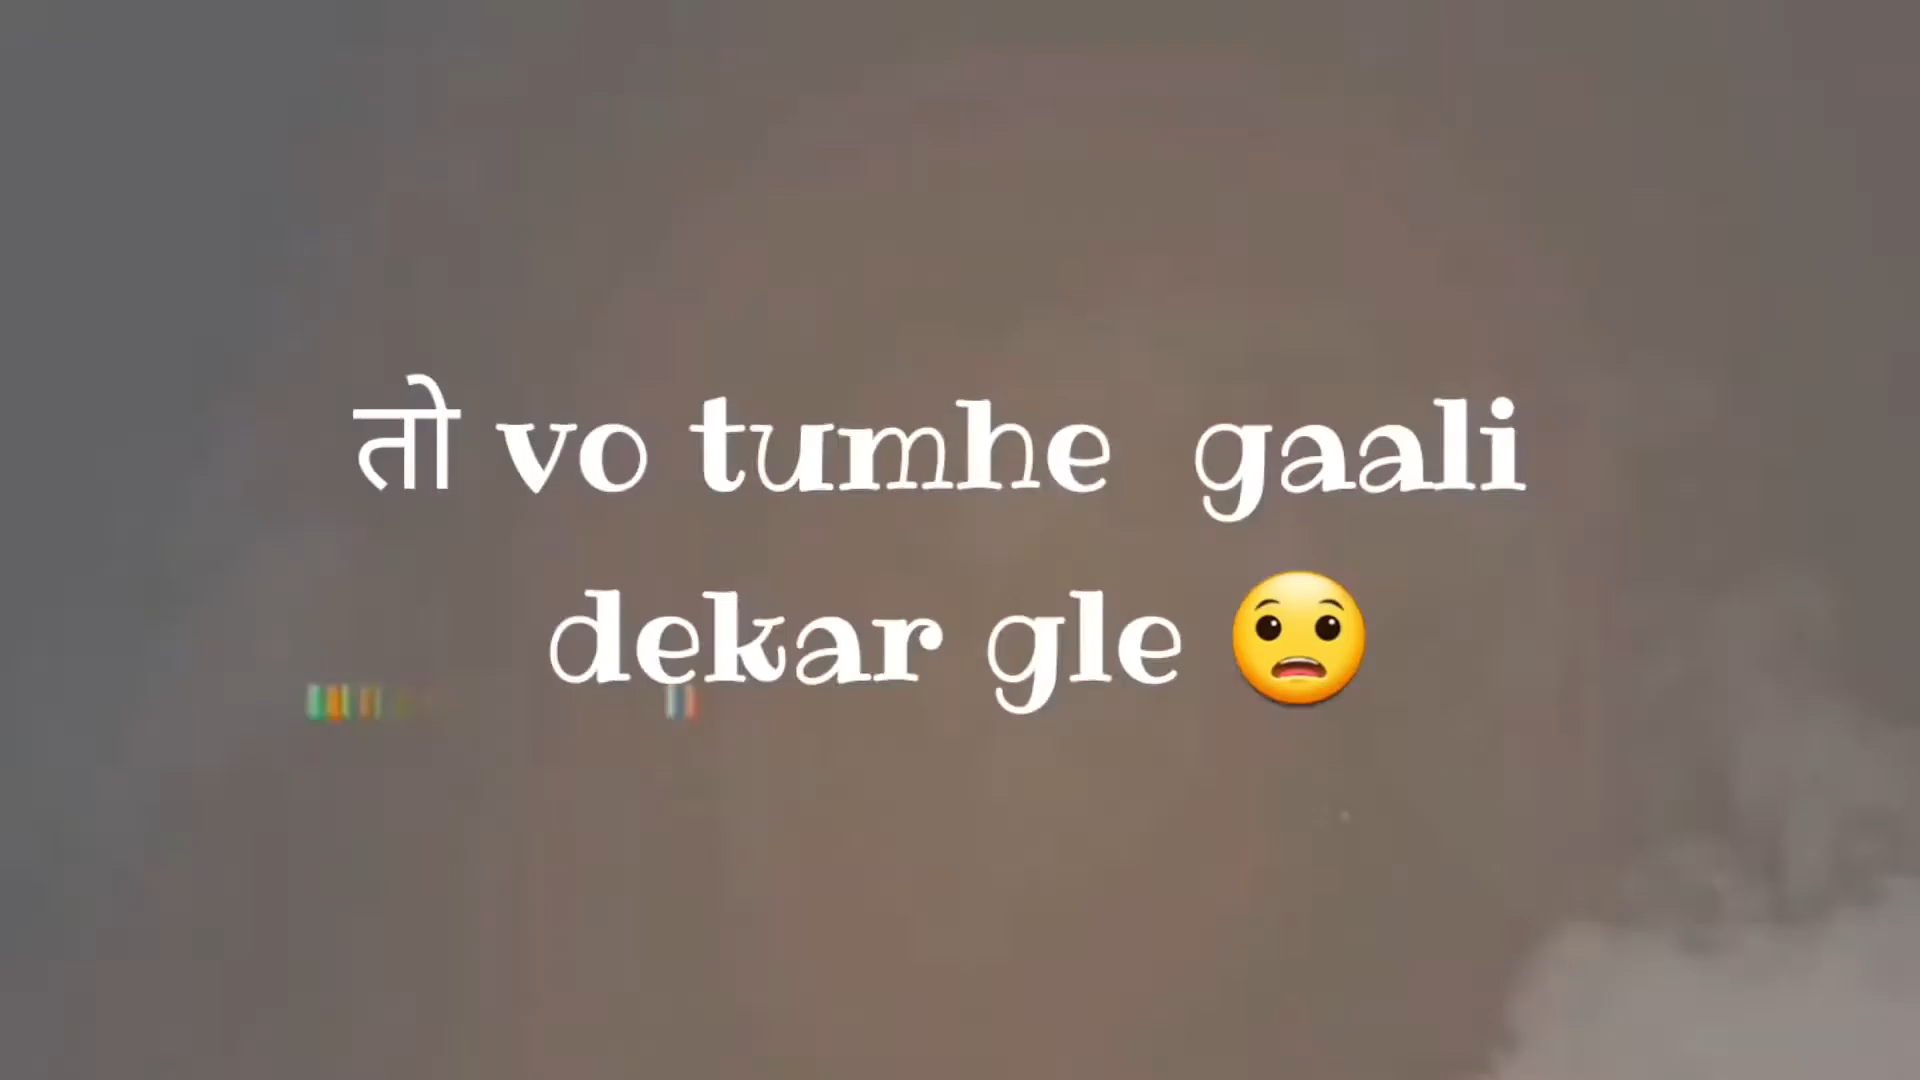 तो vo tumhe  gaali
dekar gle 😦